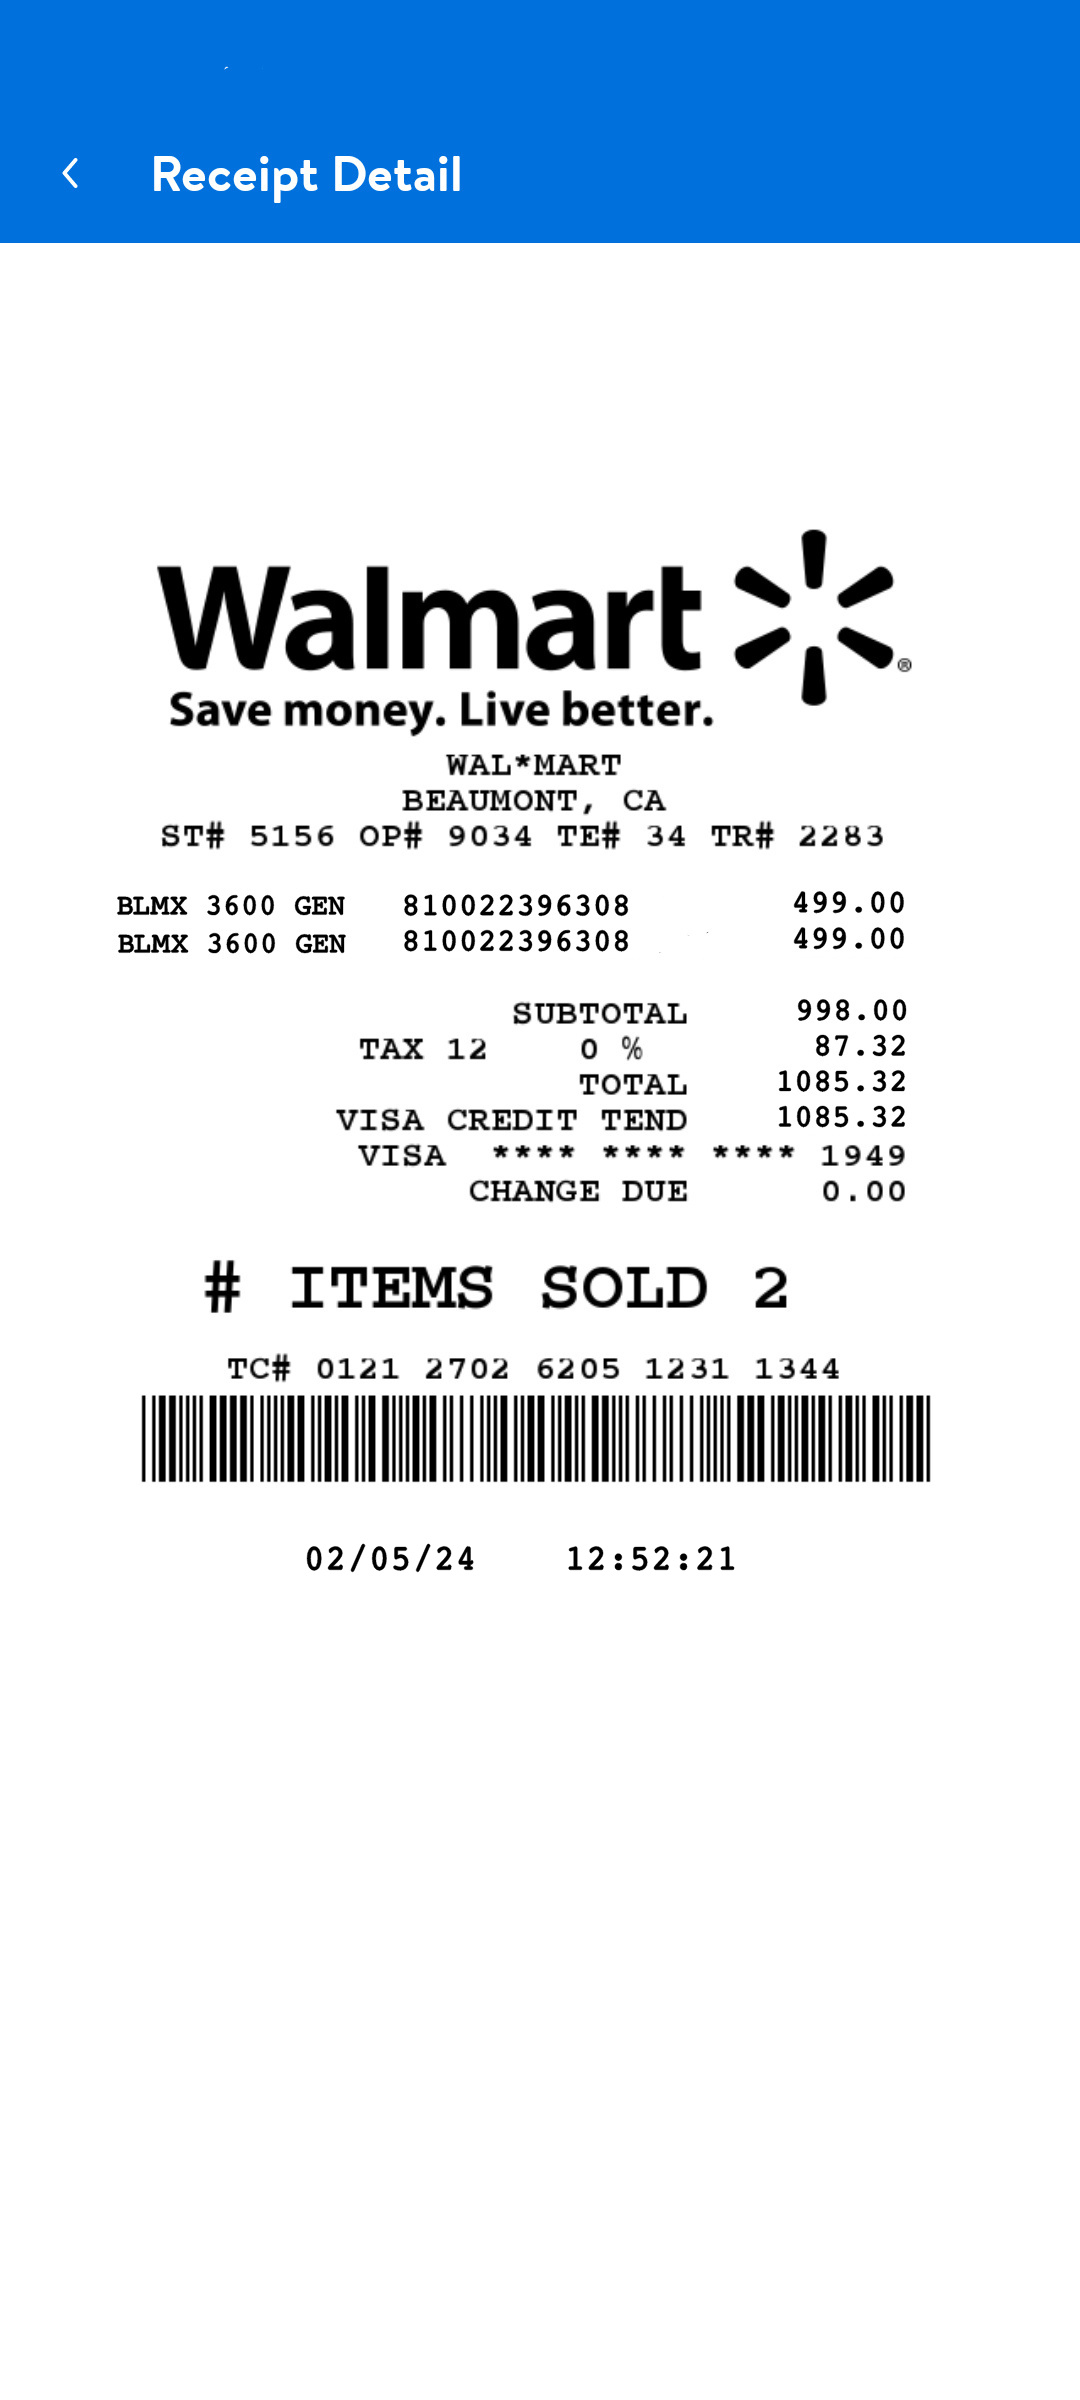 Receipt Detail
Walmart
Save money. Live better.
WAL*MART
BEAUMONT, CA
ST# 5156 OP# 9034 TE# 34 TR# 2283
BLMX 3600 GEN 810022396308 499.00
BLMX 3600 GEN 810022396308 499.00
SUBTOTAL 998.00
TAX 12 0 % 87.32
TOTAL 1085.32
VISA CREDIT TEND 1085.32
VISA **** **** **** 1949
CHANGE DUE 0.00
# ITEMS SOLD 2
TC# 0121 2702 6205 1231 1344
02/05/24 12:52:21